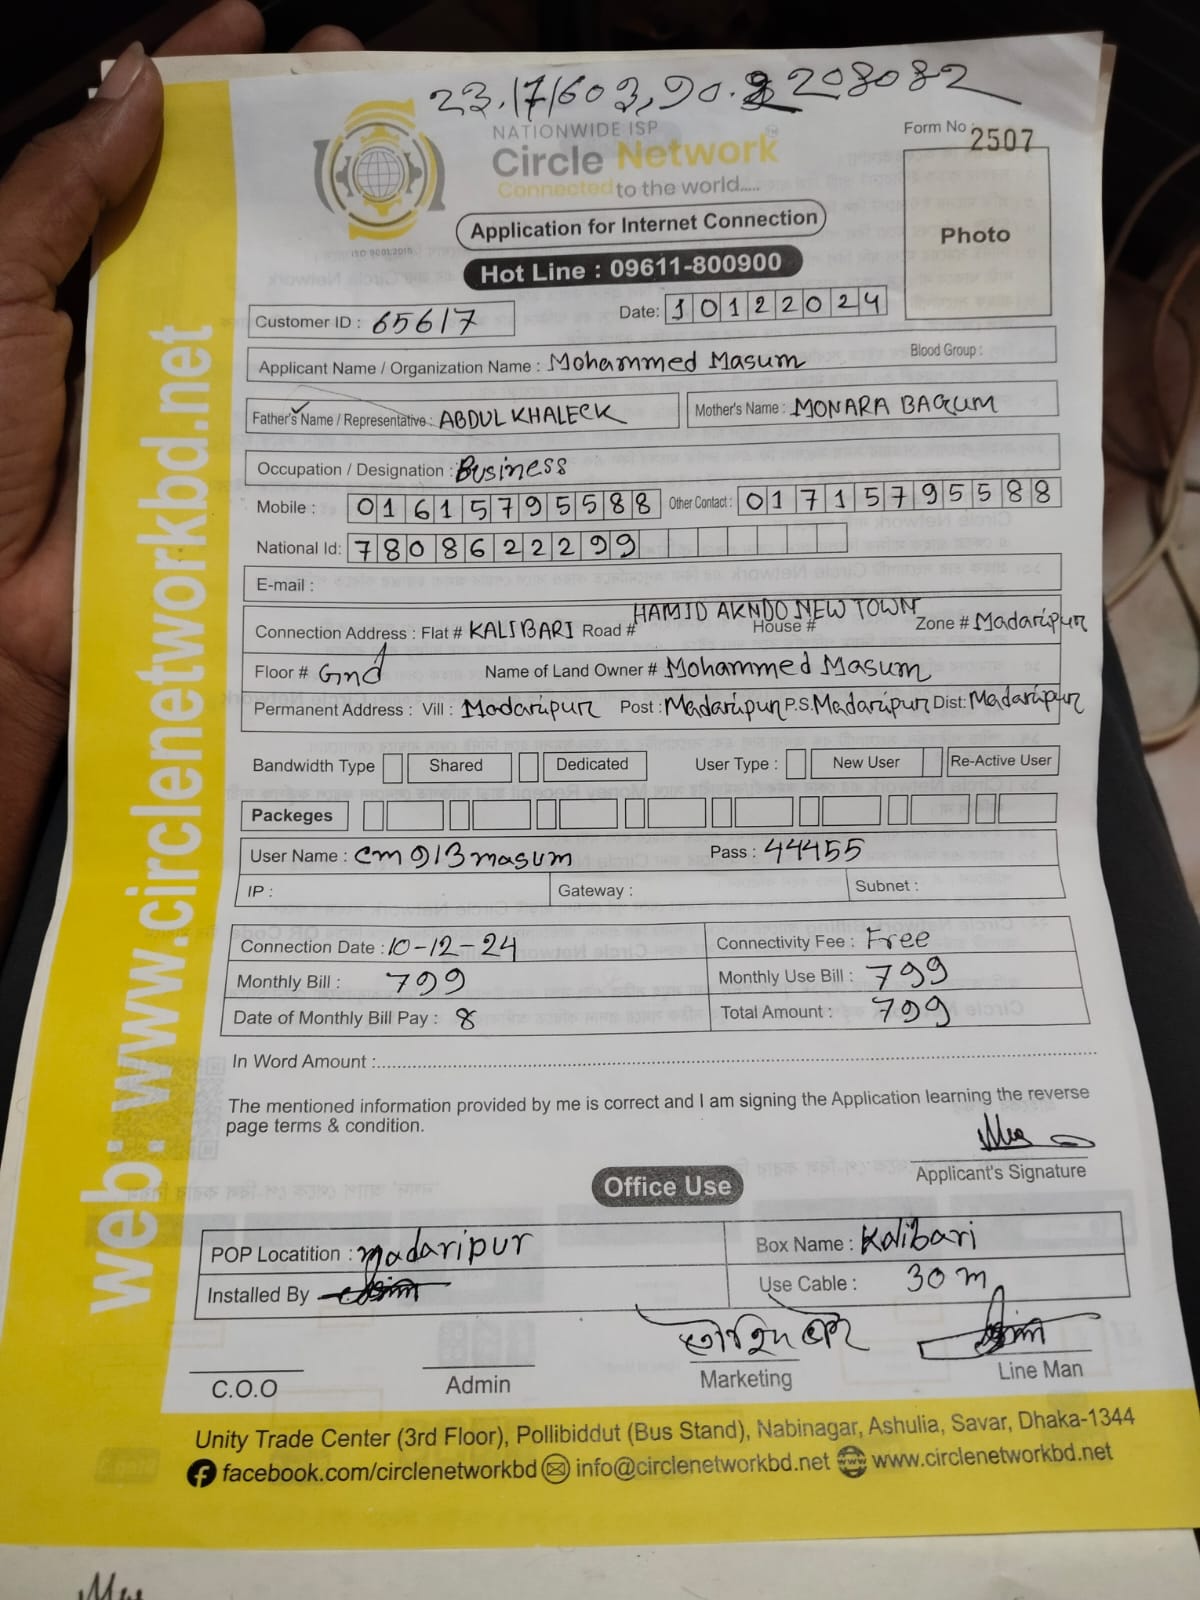 23.171603,90.208082
NATIONWIDE ISP
Circle Network
Connected to the world.....
Form No : 2507
Photo
ISO 9001:2015
Application for Internet Connection
Hot Line : 09611-800900
Customer ID : 65617 Date: 10122024
Applicant Name / Organization Name : Mohammed Masum Blood Group :
Father's Name / Representative : ABDUL KHALECK Mother's Name : MONARA BAGUM
Occupation / Designation : Business
Mobile : 01615795588 Other Contact : 01715795588
National Id: 7808622299
E-mail :
Connection Address : Flat # KALIBARI Road # HAMID AKNDO NEW TOWN House # Zone # Madaripur
Floor # Gnd Name of Land Owner # Mohammed Masum
Permanent Address : Vill : Madaripur Post : Madaripur P.S. Madaripur Dist: Madaripur
Bandwidth Type Shared Dedicated User Type : New User Re-Active User
Packeges
User Name : cm913masum Pass : 44455
IP : Gateway : Subnet :
Connection Date : 10-12-24 Connectivity Fee : Free
Monthly Bill : 799 Monthly Use Bill : 799
Date of Monthly Bill Pay : 8 Total Amount : 799
In Word Amount :
The mentioned information provided by me is correct and I am signing the Application learning the reverse
page terms & condition.
Applicant's Signature
Office Use
POP Locatition : madaripur Box Name : Kalibari
Installed By Use Cable : 30 m
C.O.O Admin Marketing Line Man
Unity Trade Center (3rd Floor), Pollibiddut (Bus Stand), Nabinagar, Ashulia, Savar, Dhaka-1344
facebook.com/circlenetworkbd info@circlenetworkbd.net www.circlenetworkbd.net
web: www.circlenetworkbd.net